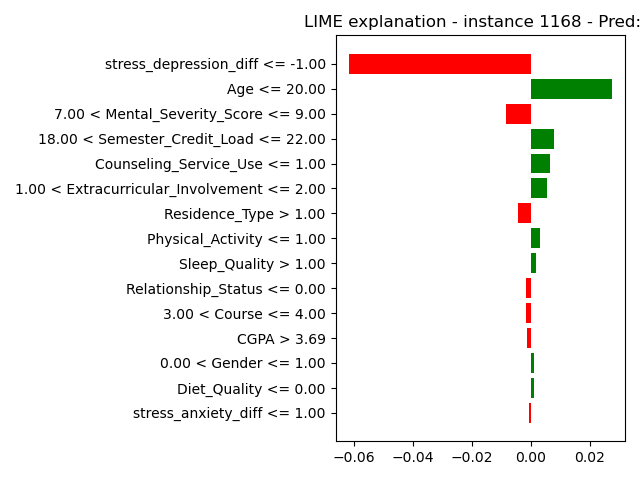 LIME explanation - instance 1168 - Pred:
stress_depression_diff <= -1.00
Age <= 20.00
7.00 < Mental_Severity_Score <= 9.00
18.00 < Semester_Credit_Load <= 22.00
Counseling_Service_Use <= 1.00
1.00 < Extracurricular_Involvement <= 2.00
Residence_Type > 1.00
Physical_Activity <= 1.00
Sleep_Quality > 1.00
Relationship_Status <= 0.00
3.00 < Course <= 4.00
CGPA > 3.69
0.00 < Gender <= 1.00
Diet_Quality <= 0.00
stress_anxiety_diff <= 1.00
−0.06 −0.04 −0.02 0.00 0.02